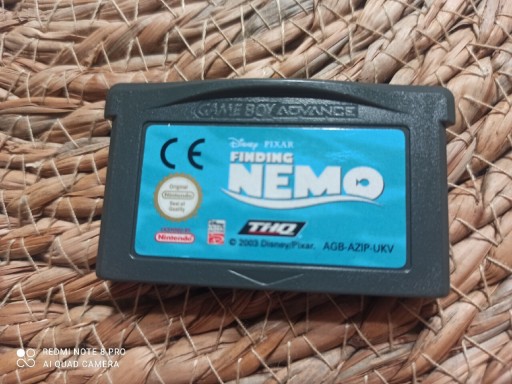 GAME BOY ADVANCE
CE
Disney PIXAR
FINDING
NEMO
Original
Nintendo
Seal of
Quality
THQ
Nintendo
© 2003 Disney/Pixar. AGB-AZIP-UKV
REDMI NOTE 8 PRO
AI QUAD CAMERA